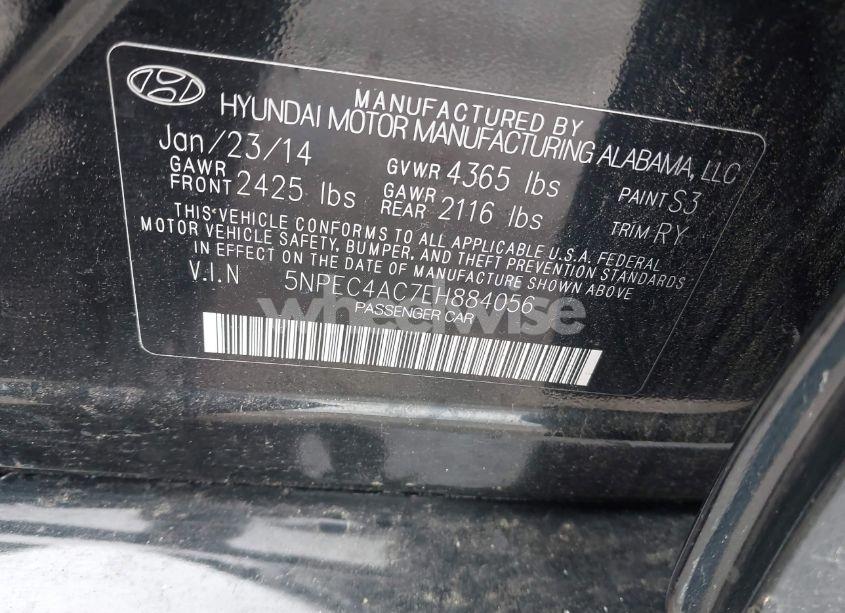 MANUFACTURED BY
HYUNDAI MOTOR MANUFACTURING ALABAMA, LLC
Jan/23/14 GVWR 4365 lbs PAINT S3
GAWR FRONT 2425 lbs GAWR REAR 2116 lbs TRIM RY
THIS VEHICLE CONFORMS TO ALL APPLICABLE U.S.A. FEDERAL
MOTOR VEHICLE SAFETY, BUMPER, AND THEFT PREVENTION STANDARDS
IN EFFECT ON THE DATE OF MANUFACTURE SHOWN ABOVE
V.I.N 5NPEC4AC7EH884056
PASSENGER CAR
wheelwise